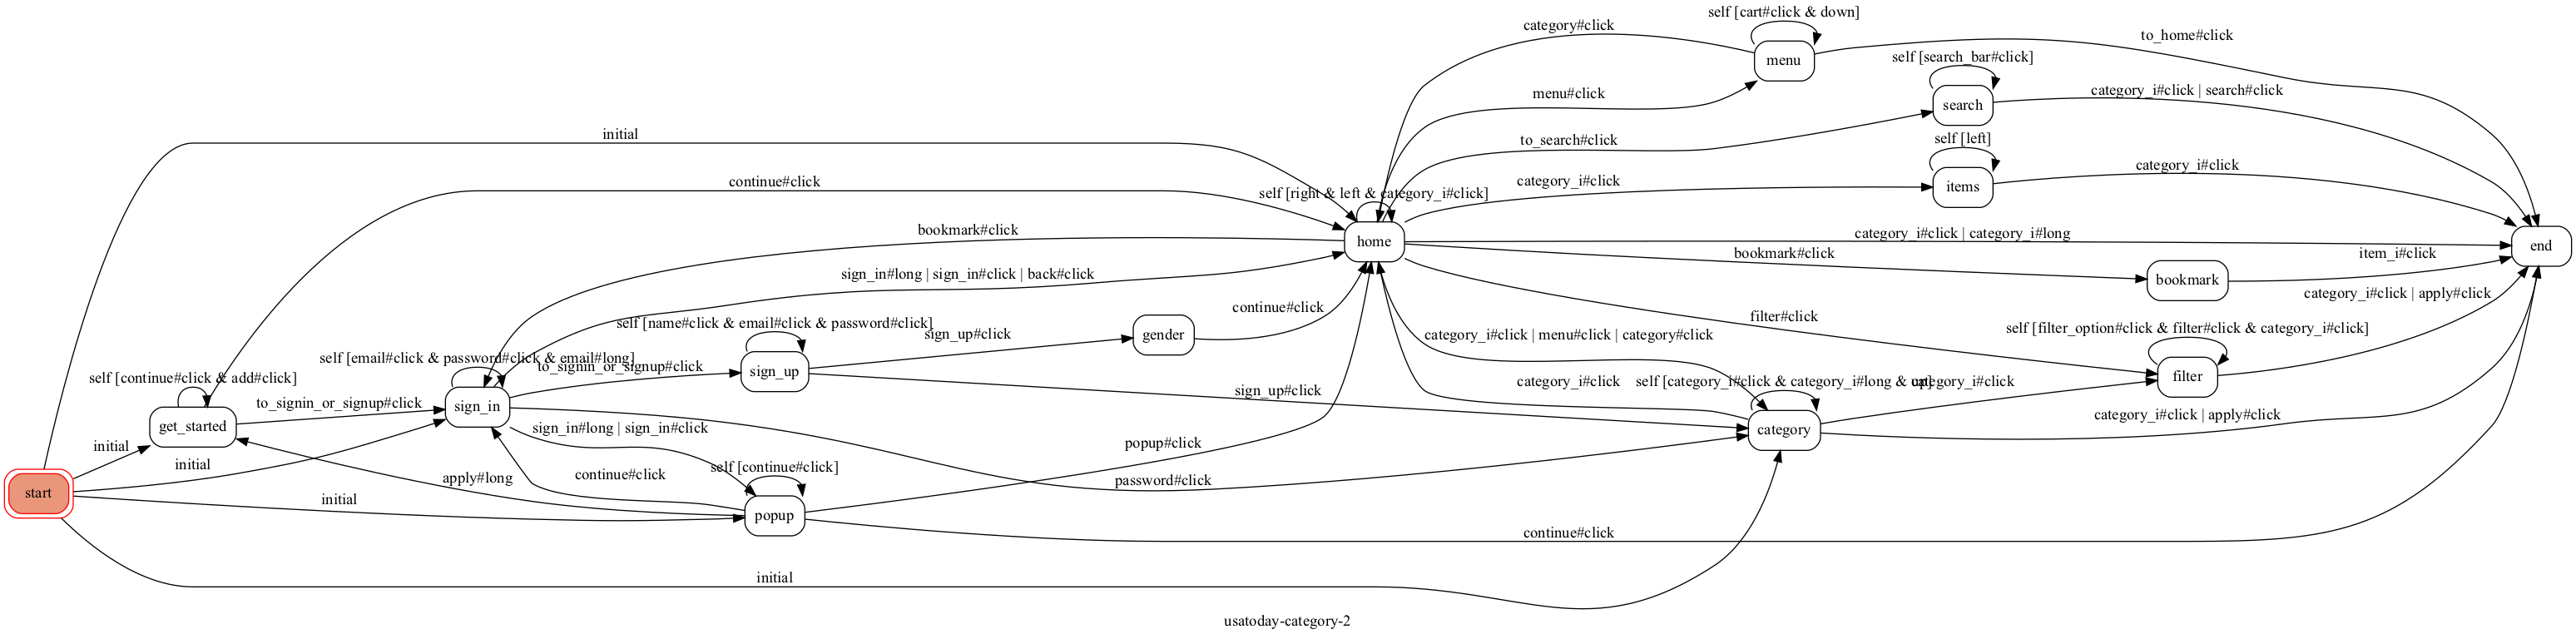 self [cart#click & down]
category#click
to_home#click
menu
self [search_bar#click]
menu#click
category_i#click | search#click
search
initial
to_search#click
self [left]
category_i#click
continue#click
category_i#click
items
self [right & left & category_i#click]
bookmark#click
home
category_i#click | category_i#long
end
bookmark#click
item_i#click
sign_in#long | sign_in#click | back#click
bookmark
category_i#click | apply#click
continue#click
filter#click
self [name#click & email#click & password#click]
sign_up#click
gender
category_i#click | menu#click | category#click
self [filter_option#click & filter#click & category_i#click]
self [email#click & password#click & email#long]
to_signin_or_signup#click
sign_up
filter
self [continue#click & add#click]
category_i#click
self [category_i#click & category_i#long & up]
category_i#click
sign_up#click
to_signin_or_signup#click
sign_in
category_i#click | apply#click
get_started
sign_in#long | sign_in#click
category
initial
popup#click
initial
self [continue#click]
apply#long
continue#click
password#click
start
initial
popup
continue#click
initial
usatoday-category-2